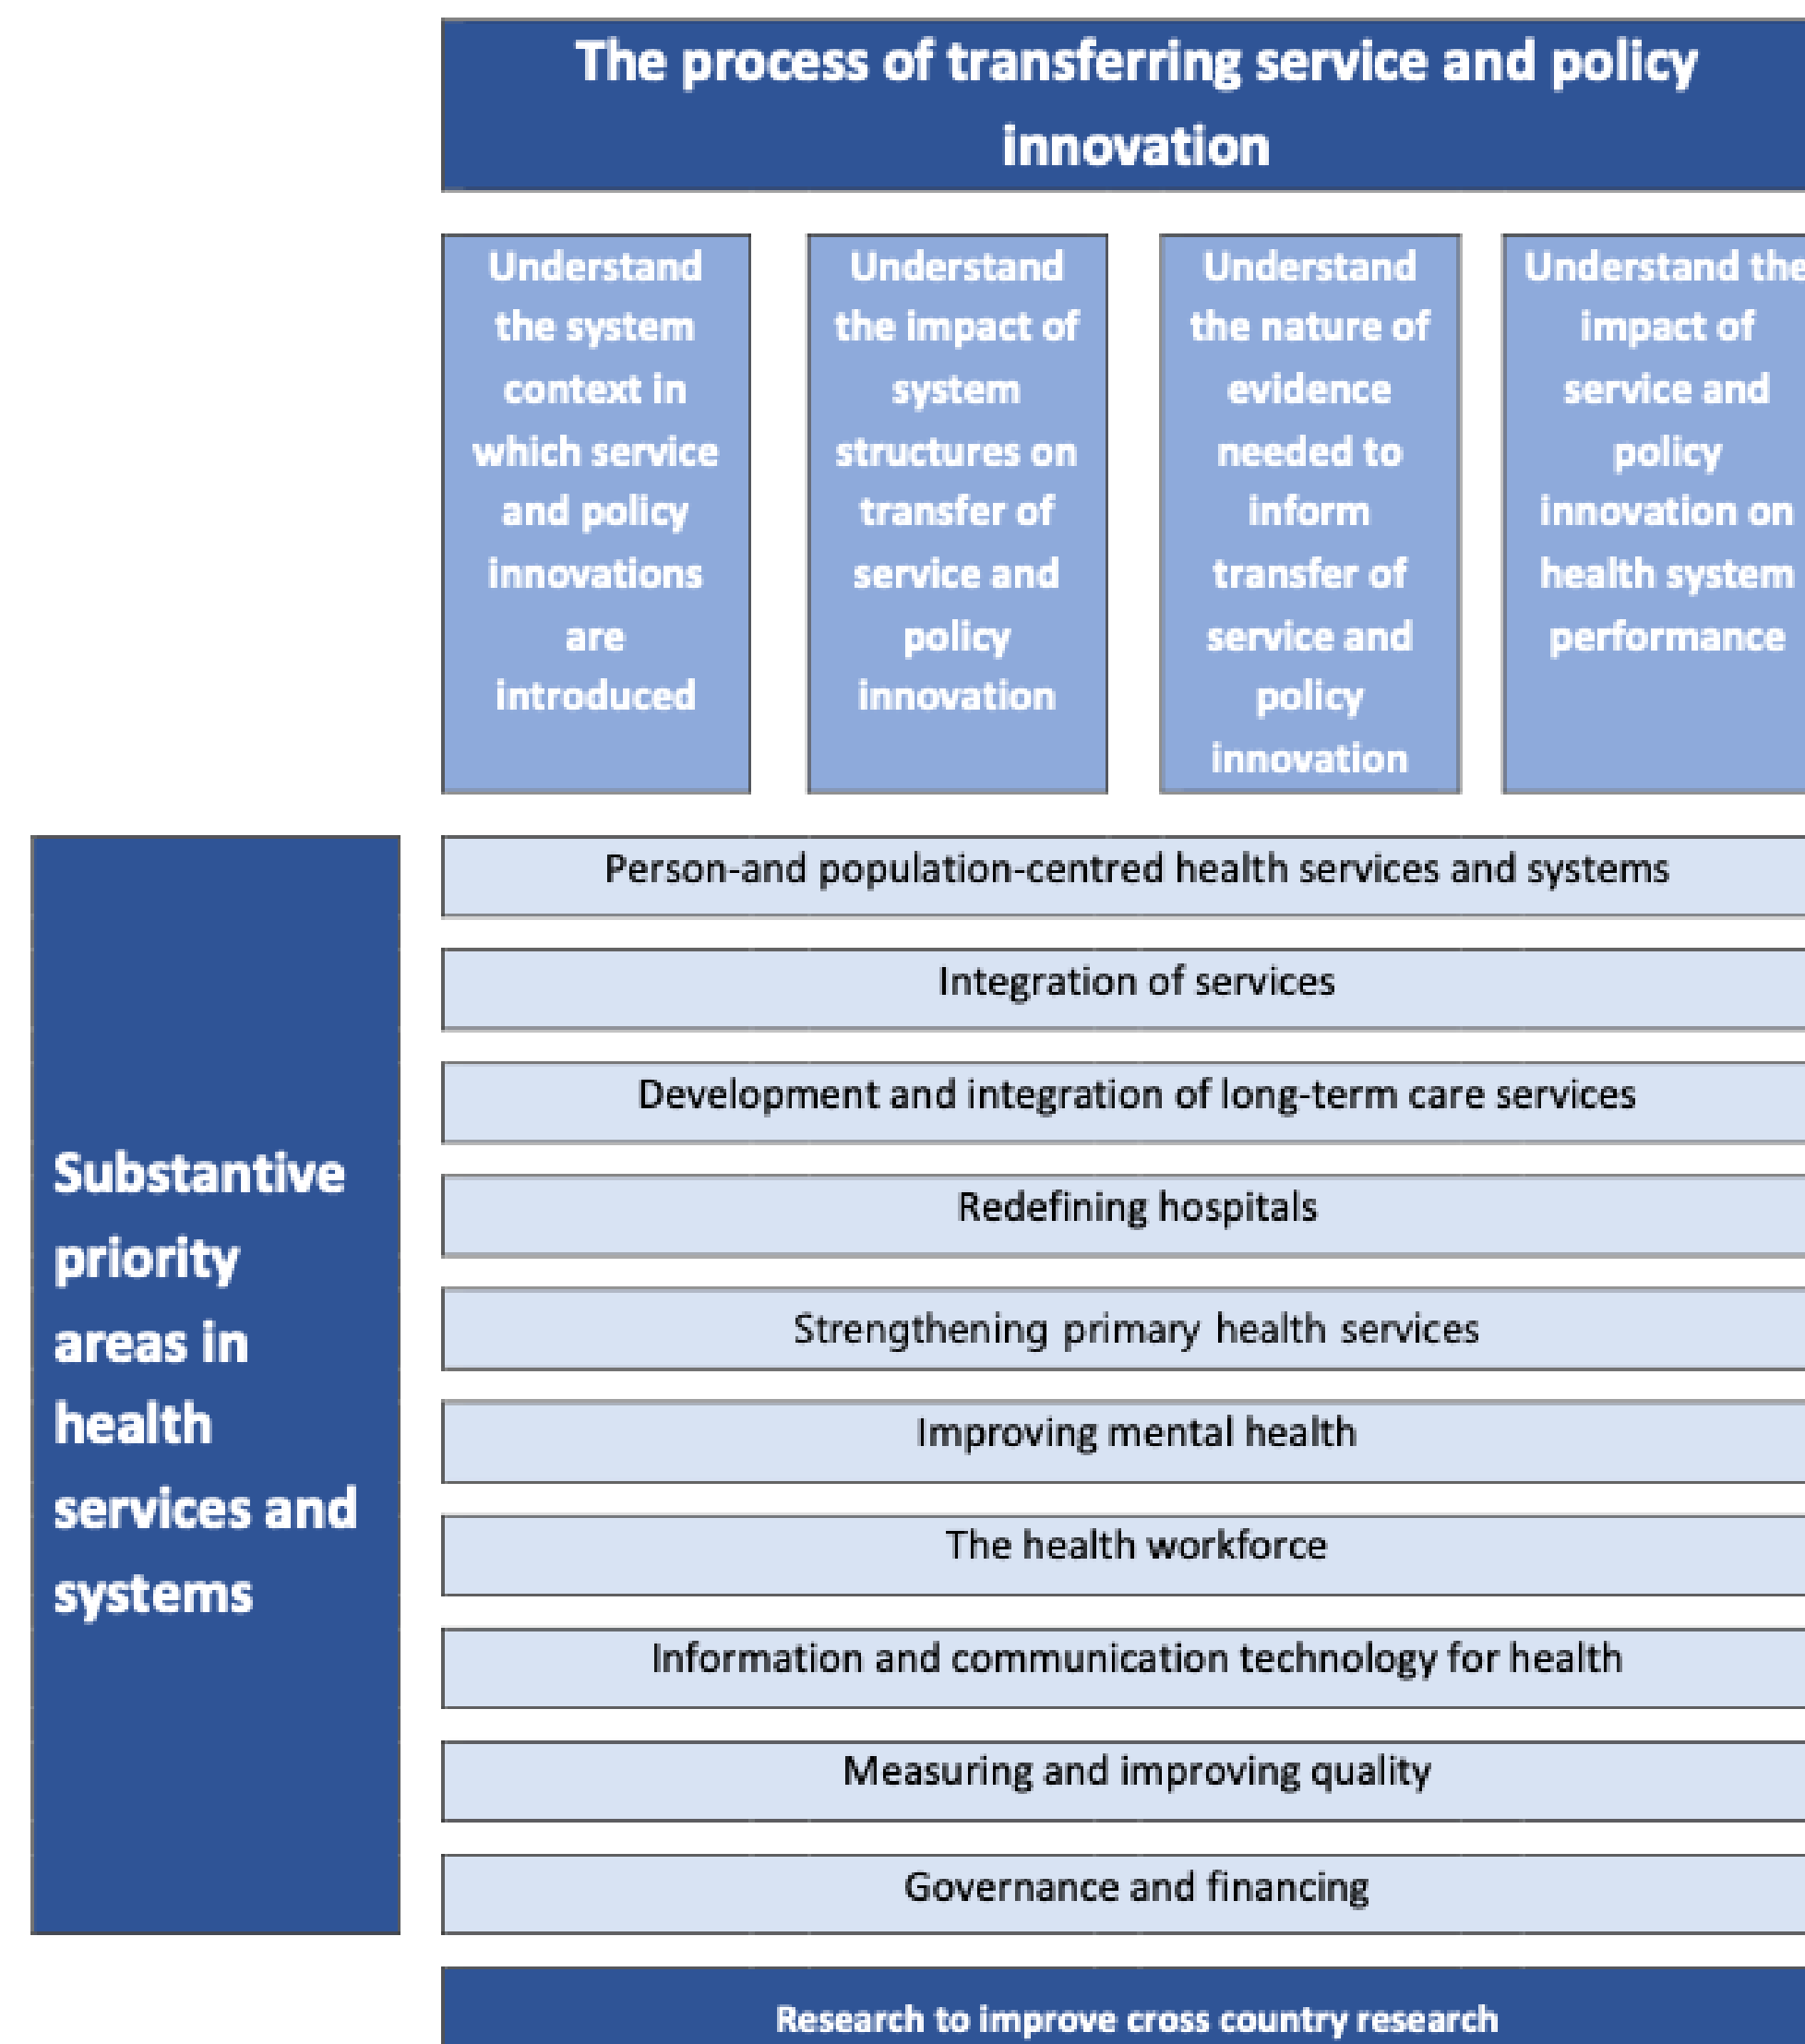 The process of transferring service and policy
innovation
Understand
the system
context in
which service
and policy
innovations
are
introduced
Understand
the impact of
system
structures on
transfer of
service and
policy
innovation
Understand
the nature of
evidence
needed to
inform
transfer of
service and
policy
innovation
Understand the
impact of
service and
policy
innovation on
health system
performance
Substantive
priority
areas in
health
services and
systems
Person-and population-centred health services and systems
Integration of services
Development and integration of long-term care services
Redefining hospitals
Strengthening primary health services
Improving mental health
The health workforce
Information and communication technology for health
Measuring and improving quality
Governance and financing
Research to improve cross country research